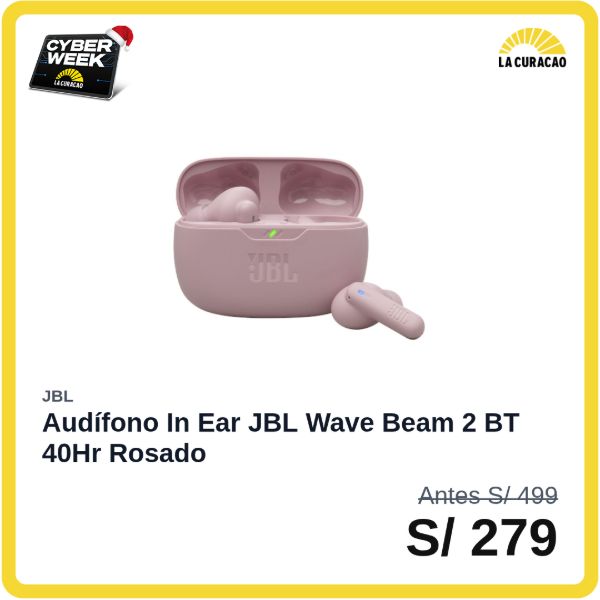 CYBER
WEEK
LA CURACAO
LA CURACAO
JBL
JBL
JBL
Audífono In Ear JBL Wave Beam 2 BT
40Hr Rosado
Antes S/ 499
S/ 279